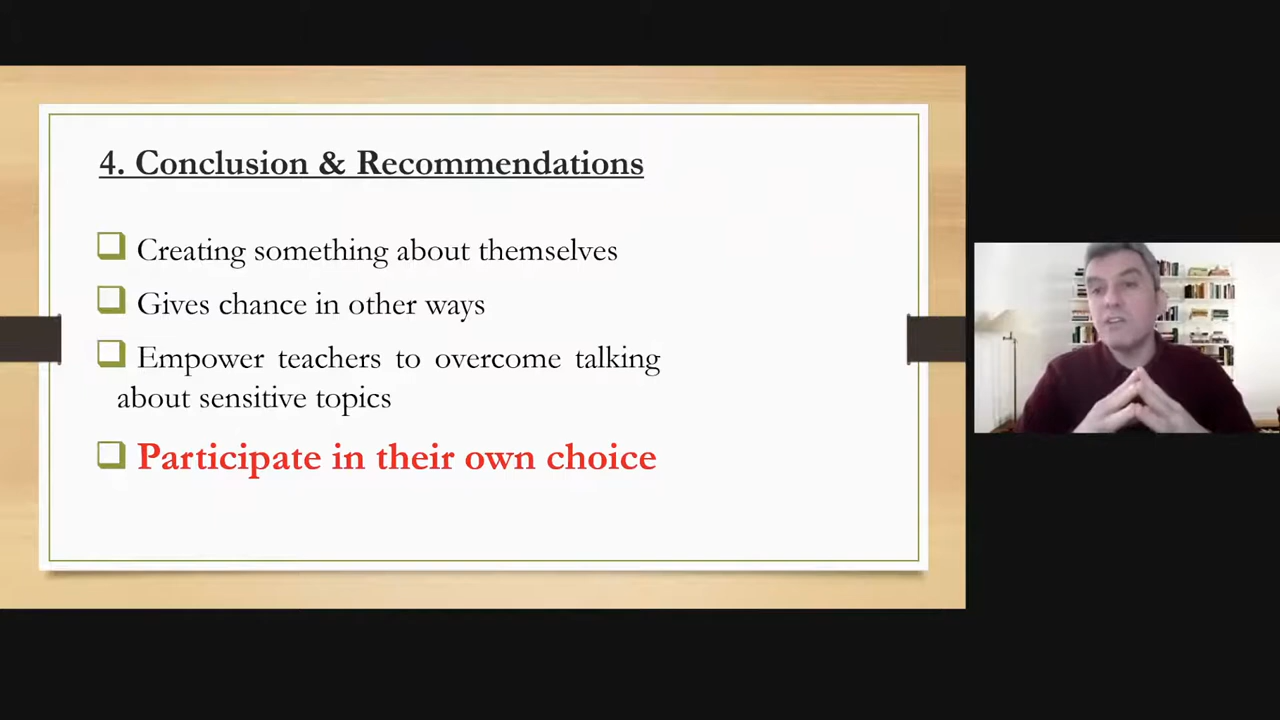 4. Conclusion & Recommendations
Creating something about themselves
Gives chance in other ways
Empower teachers to overcome talking
about sensitive topics
Participate in their own choice